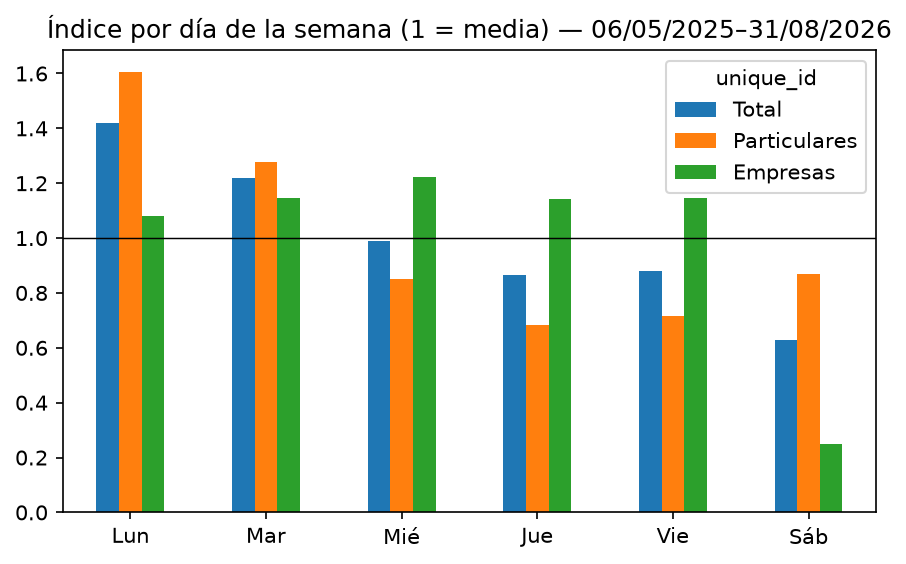 Índice por día de la semana (1 = media) — 06/05/2025–31/08/2026
unique_id
Total
Particulares
Empresas
1.6
1.4
1.2
1.0
0.8
0.6
0.4
0.2
0.0
Lun Mar Mié Jue Vie Sáb